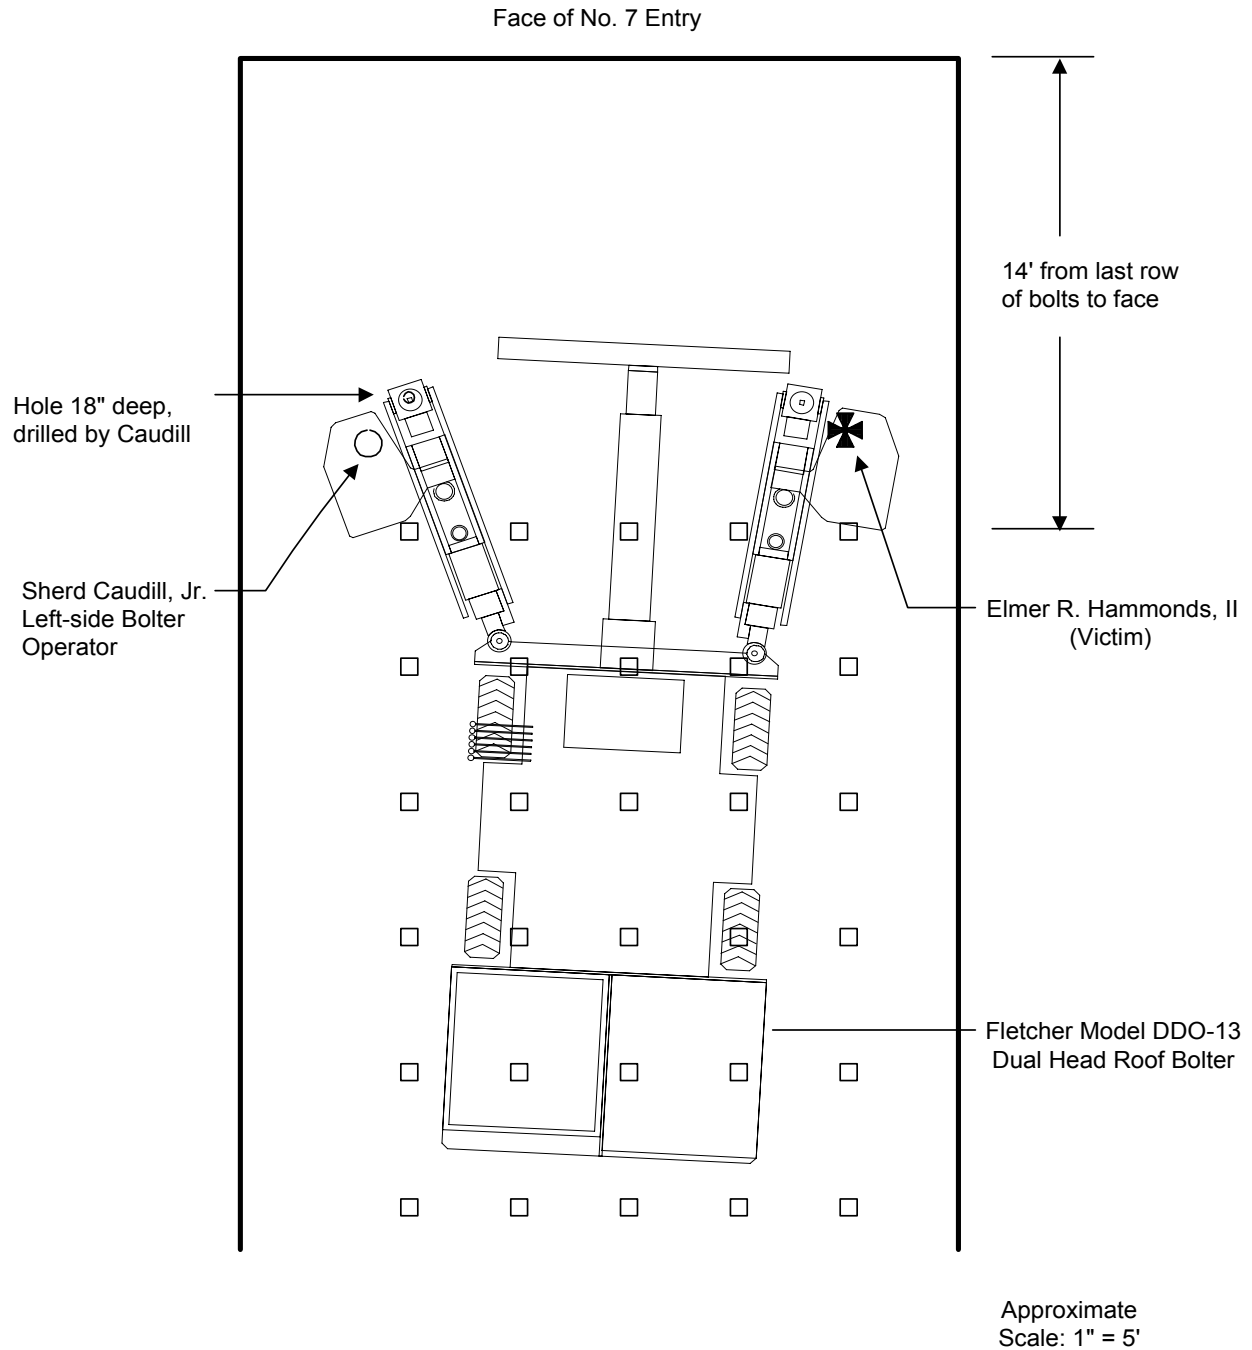 Face of No. 7 Entry
14' from last row
of bolts to face
Hole 18" deep,
drilled by Caudill
Sherd Caudill, Jr.
Left-side Bolter
Operator
Elmer R. Hammonds, II
(Victim)
Fletcher Model DDO-13
Dual Head Roof Bolter
Approximate
Scale: 1" = 5'